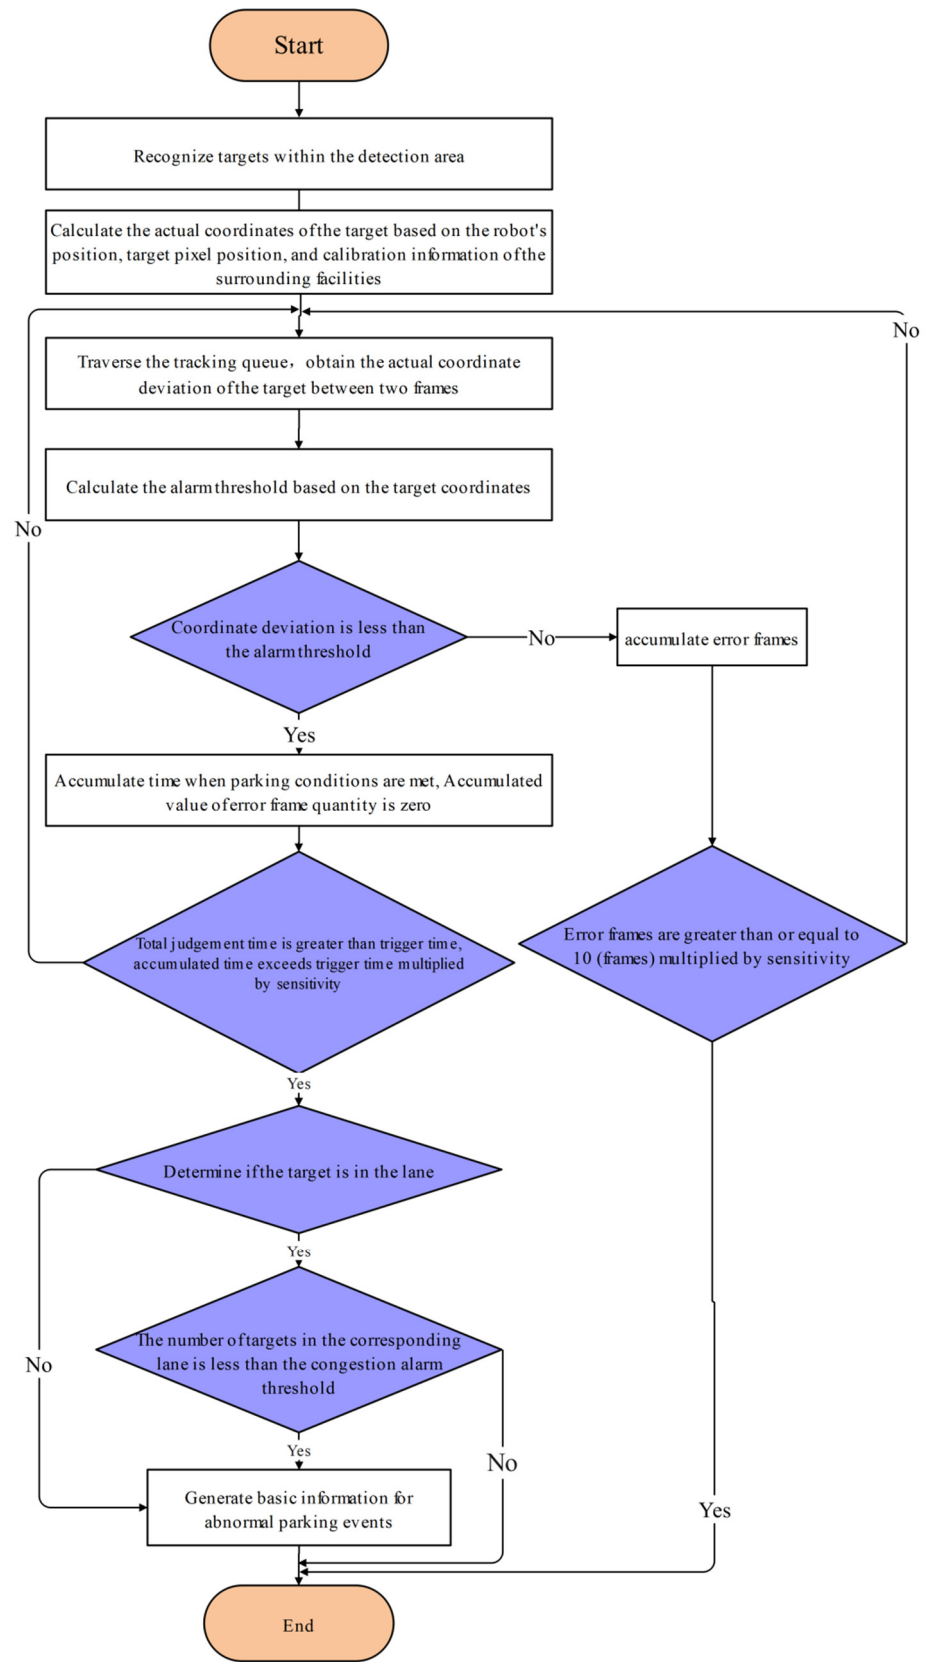 Start
Recognize targets within the detection area
Calculate the actual coordinates of the target based on the robot's
position, target pixel position, and calibration information of the
surrounding facilities
No
Traverse the tracking queue，obtain the actual coordinate
deviation of the target between two frames
Calculate the alarm threshold based on the target coordinates
No
Coordinate deviation is less than
the alarm threshold
No
accumulate error frames
Yes
Accumulate time when parking conditions are met, Accumulated
value of error frame quantity is zero
Total judgement time is greater than trigger time,
accumulated time exceeds trigger time multiplied
by sensitivity
Error frames are greater than or equal to
10 (frames) multiplied by sensitivity
Yes
Determine if the target is in the lane
Yes
The number of targets in the corresponding
lane is less than the congestion alarm
threshold
No
Yes
No
Generate basic information for
abnormal parking events
Yes
End